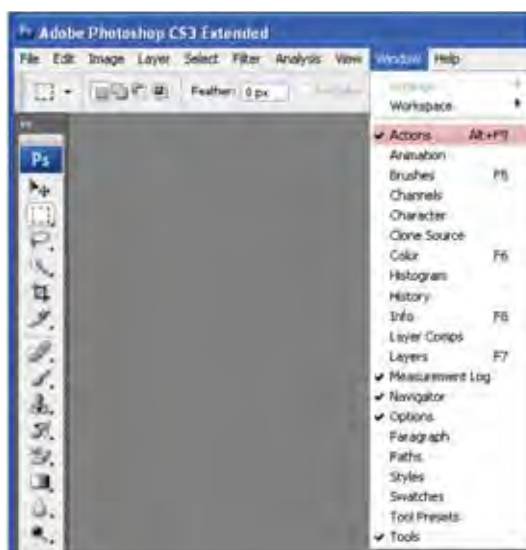 Adobe Photoshop CS3 Extended
File Edit Image Layer Select Filter Analysis View Window Help
Feather: 0 px
Workspace
Ps
Actions Alt+F9
Animation
Brushes F5
Channels
Character
Clone Source
Color F6
Histogram
History
Info F8
Layer Comps
Layers F7
Measurement Log
Navigator
Options
Paragraph
Paths
Styles
Swatches
Tool Presets
Tools